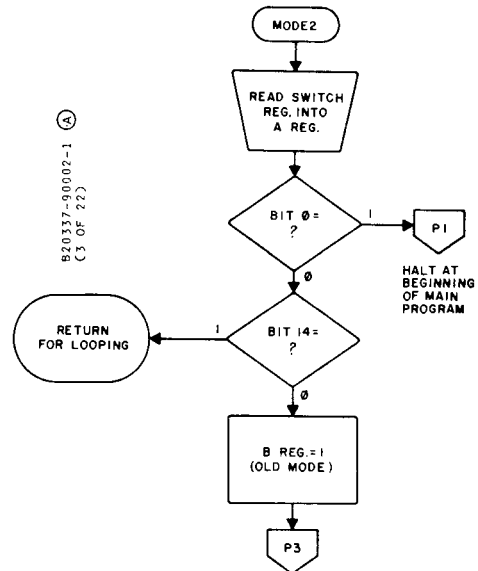 MODE2
READ SWITCH
REG. INTO
A REG.
B20337-90002-1 A
(3 OF 22)
BIT Ø=
?
1
P1
Ø
HALT AT
BEGINNING
OF MAIN
PROGRAM
BIT 14=
?
1
RETURN
FOR LOOPING
Ø
B REG.=1
(OLD MODE)
P3